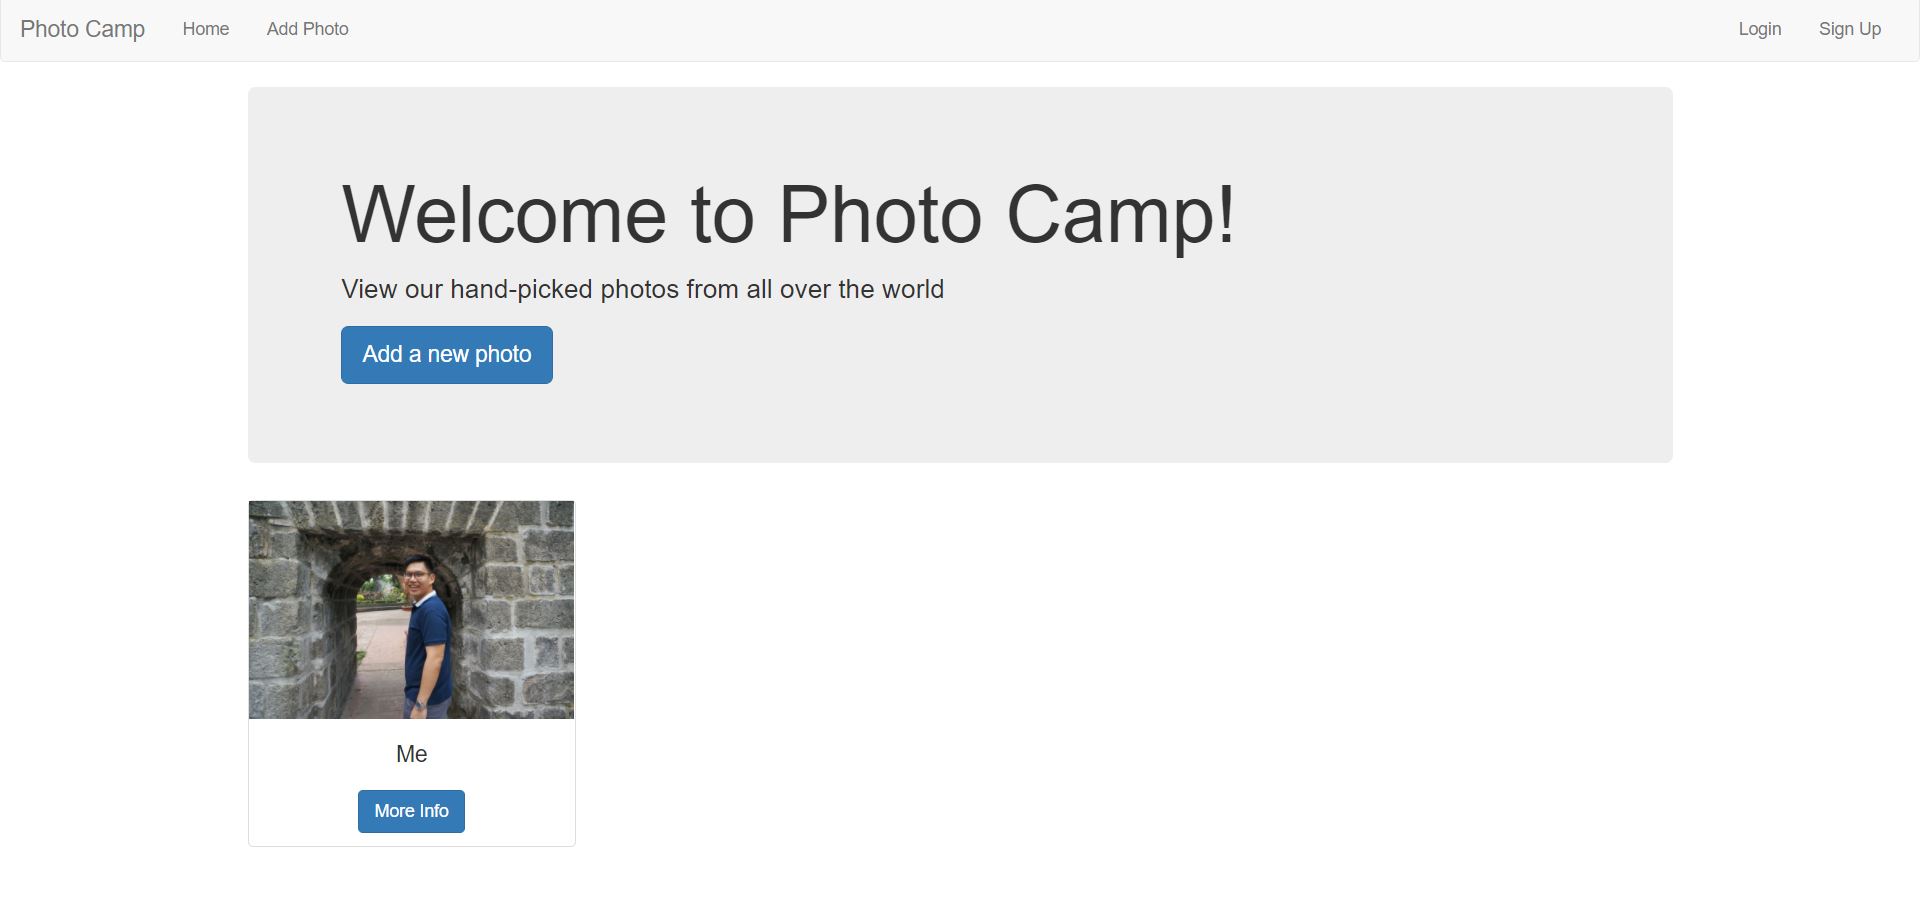 Photo Camp Home Add Photo Login Sign Up
Welcome to Photo Camp!
View our hand-picked photos from all over the world
Add a new photo
Me
More Info